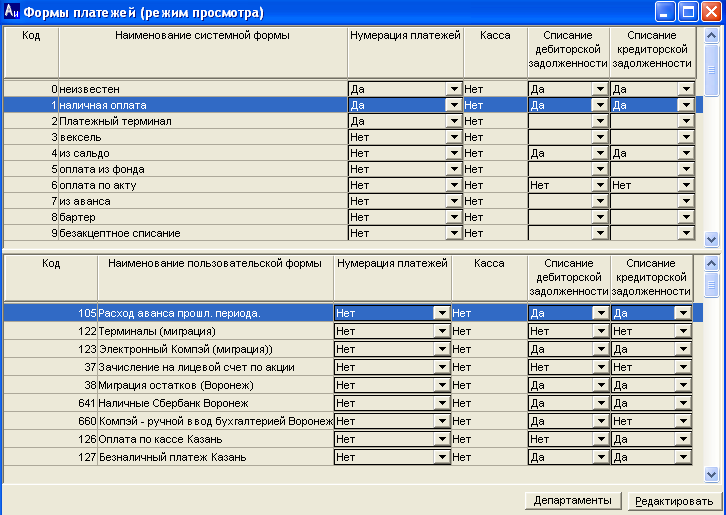 Аи Формы платежей (режим просмотра)
Код Наименование системной формы Нумерация платежей Касса Списание дебиторской задолженности Списание кредиторской задолженности
0 неизвестен Да Нет Да Да
1 наличная оплата Да Нет Да Да
2 Платежный терминал Да Нет
3 вексель Нет Нет
4 из сальдо Нет Нет Да Да
5 оплата из фонда Нет Нет
6 оплата по акту Нет Нет Нет Нет
7 из аванса Нет Нет
8 бартер Нет Нет
9 безакцептное списание Нет Нет
Код Наименование пользовательской формы Нумерация платежей Касса Списание дебиторской задолженности Списание кредиторской задолженности
105 Расход аванса прошл. периода. Нет Нет Да Да
122 Терминалы (миграция) Нет Нет Нет Нет
123 Электронный Компэй (миграция)) Нет Нет Да Да
37 Зачисление на лицевой счет по акции Нет Нет Нет Нет
38 Миграция остатков (Воронеж) Нет Нет Да Да
641 Наличные Сбербанк Воронеж Нет Нет Да Да
660 Компэй - ручной ввод бухгалтерией Воронеж Нет Нет Да Нет
126 Оплата по кассе Казань Нет Нет Нет Да
127 Безналичный платеж Казань Нет Нет Да Да
Департаменты Редактировать